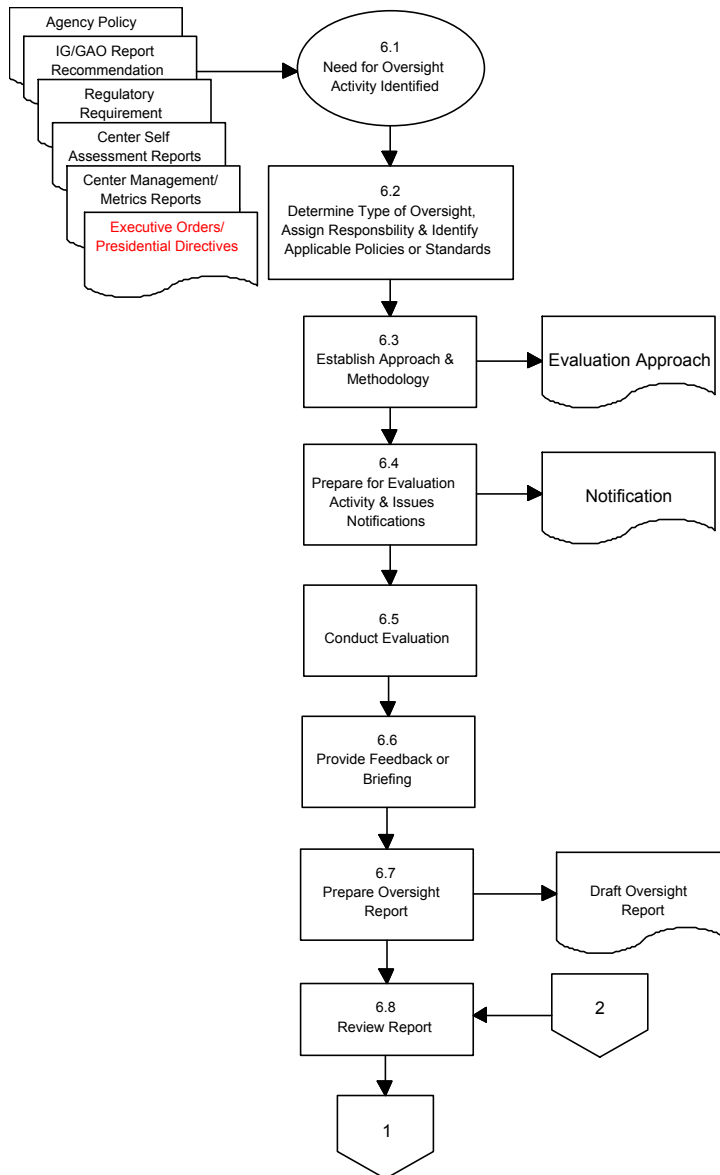 Agency Policy
IG/GAO Report
Recommendation
Regulatory
Requirement
Center Self
Assessment Reports
Center Management/
Metrics Reports
Executive Orders/
Presidential Directives
6.1
Need for Oversight
Activity Identified
6.2
Determine Type of Oversight,
Assign Responsbility & Identify
Applicable Policies or Standards
6.3
Establish Approach &
Methodology
Evaluation Approach
6.4
Prepare for Evaluation
Activity & Issues
Notifications
Notification
6.5
Conduct Evaluation
6.6
Provide Feedback or
Briefing
6.7
Prepare Oversight
Report
Draft Oversight
Report
6.8
Review Report
2
1